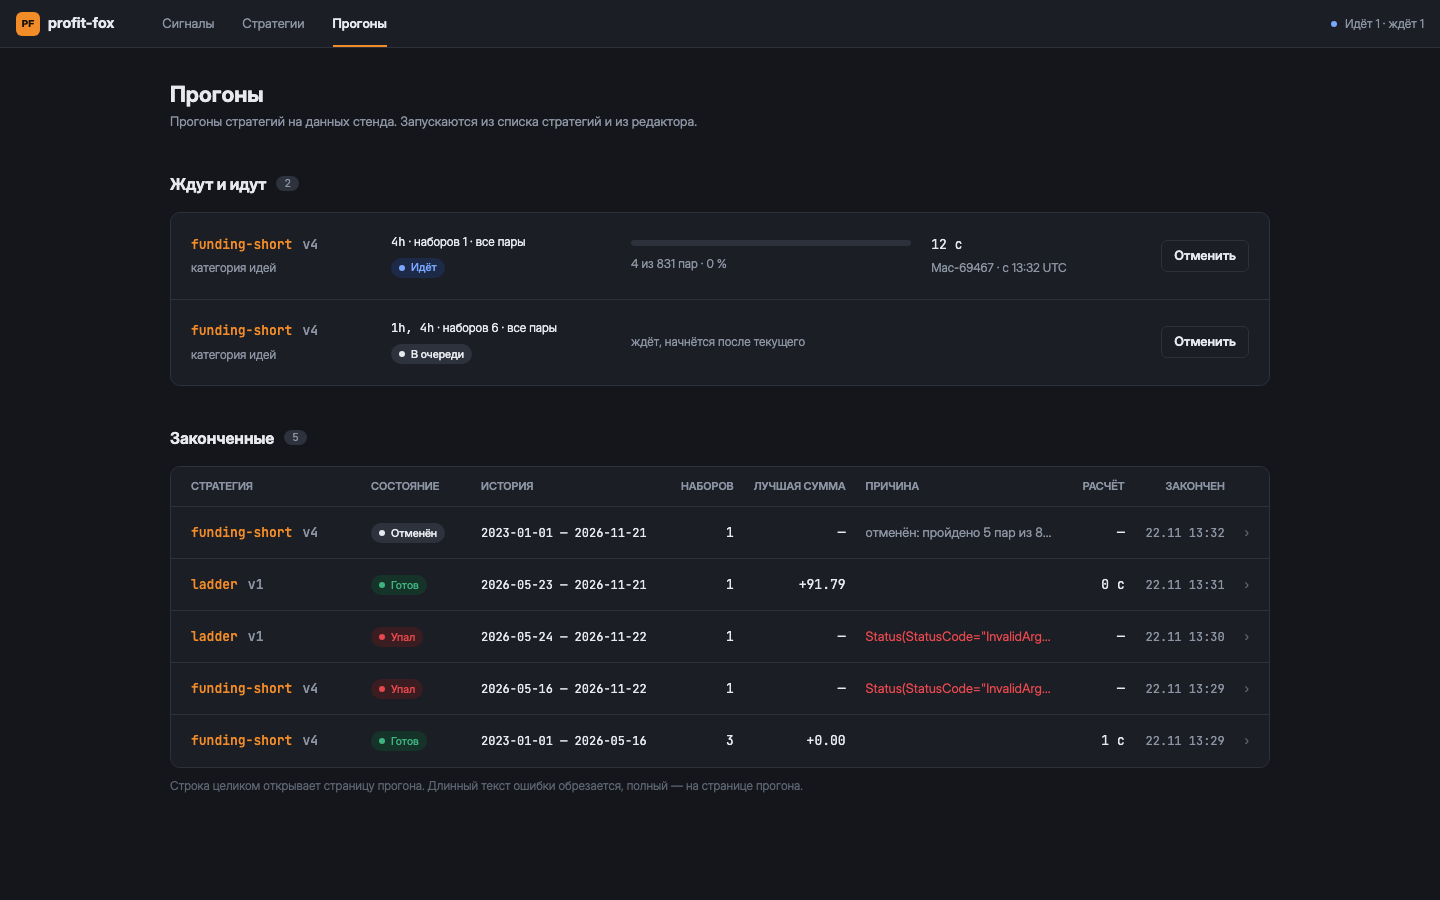 PF profit-fox Сигналы Стратегии Прогоны Идёт 1 · ждёт 1
Прогоны
Прогоны стратегий на данных стенда. Запускаются из списка стратегий и из редактора.
Ждут и идут 2
funding-short v4 4h · наборов 1 · все пары 12 с
категория идей Идёт 4 из 831 пар · 0 % Mac-69467 · с 13:32 UTC Отменить
funding-short v4 1h, 4h · наборов 6 · все пары
категория идей В очереди ждёт, начнётся после текущего Отменить
Законченные 5
СТРАТЕГИЯ СОСТОЯНИЕ ИСТОРИЯ НАБОРОВ ЛУЧШАЯ СУММА ПРИЧИНА РАСЧЁТ ЗАКОНЧЕН
funding-short v4 Отменён 2023-01-01 — 2026-11-21 1 — отменён: пройдено 5 пар из 8... — 22.11 13:32 ›
ladder v1 Готов 2026-05-23 — 2026-11-21 1 +91.79 0 с 22.11 13:31 ›
ladder v1 Упал 2026-05-24 — 2026-11-22 1 — Status(StatusCode="InvalidArg... — 22.11 13:30 ›
funding-short v4 Упал 2026-05-16 — 2026-11-22 1 — Status(StatusCode="InvalidArg... — 22.11 13:29 ›
funding-short v4 Готов 2023-01-01 — 2026-05-16 3 +0.00 1 с 22.11 13:29 ›
Строка целиком открывает страницу прогона. Длинный текст ошибки обрезается, полный — на странице прогона.